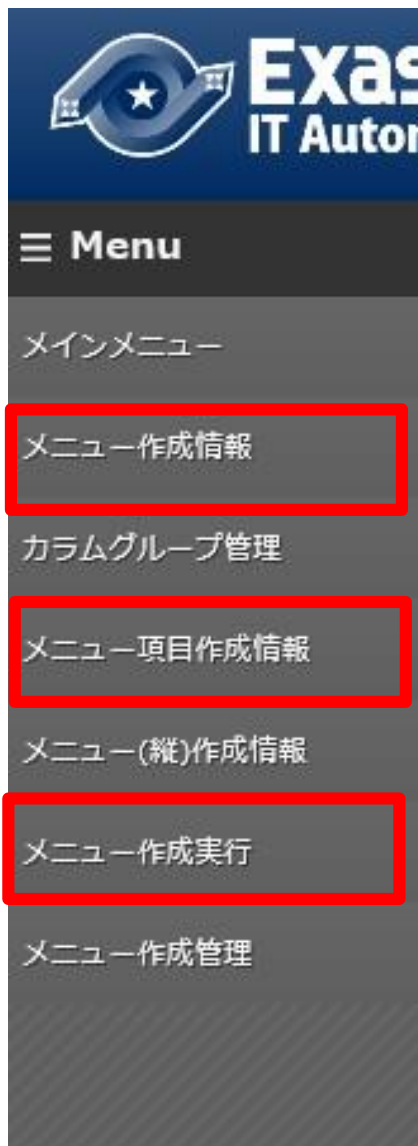 Exas
IT Autom
☰ Menu
メインメニュー
メニュー作成情報
カラムグループ管理
メニュー項目作成情報
メニュー(縦)作成情報
メニュー作成実行
メニュー作成管理